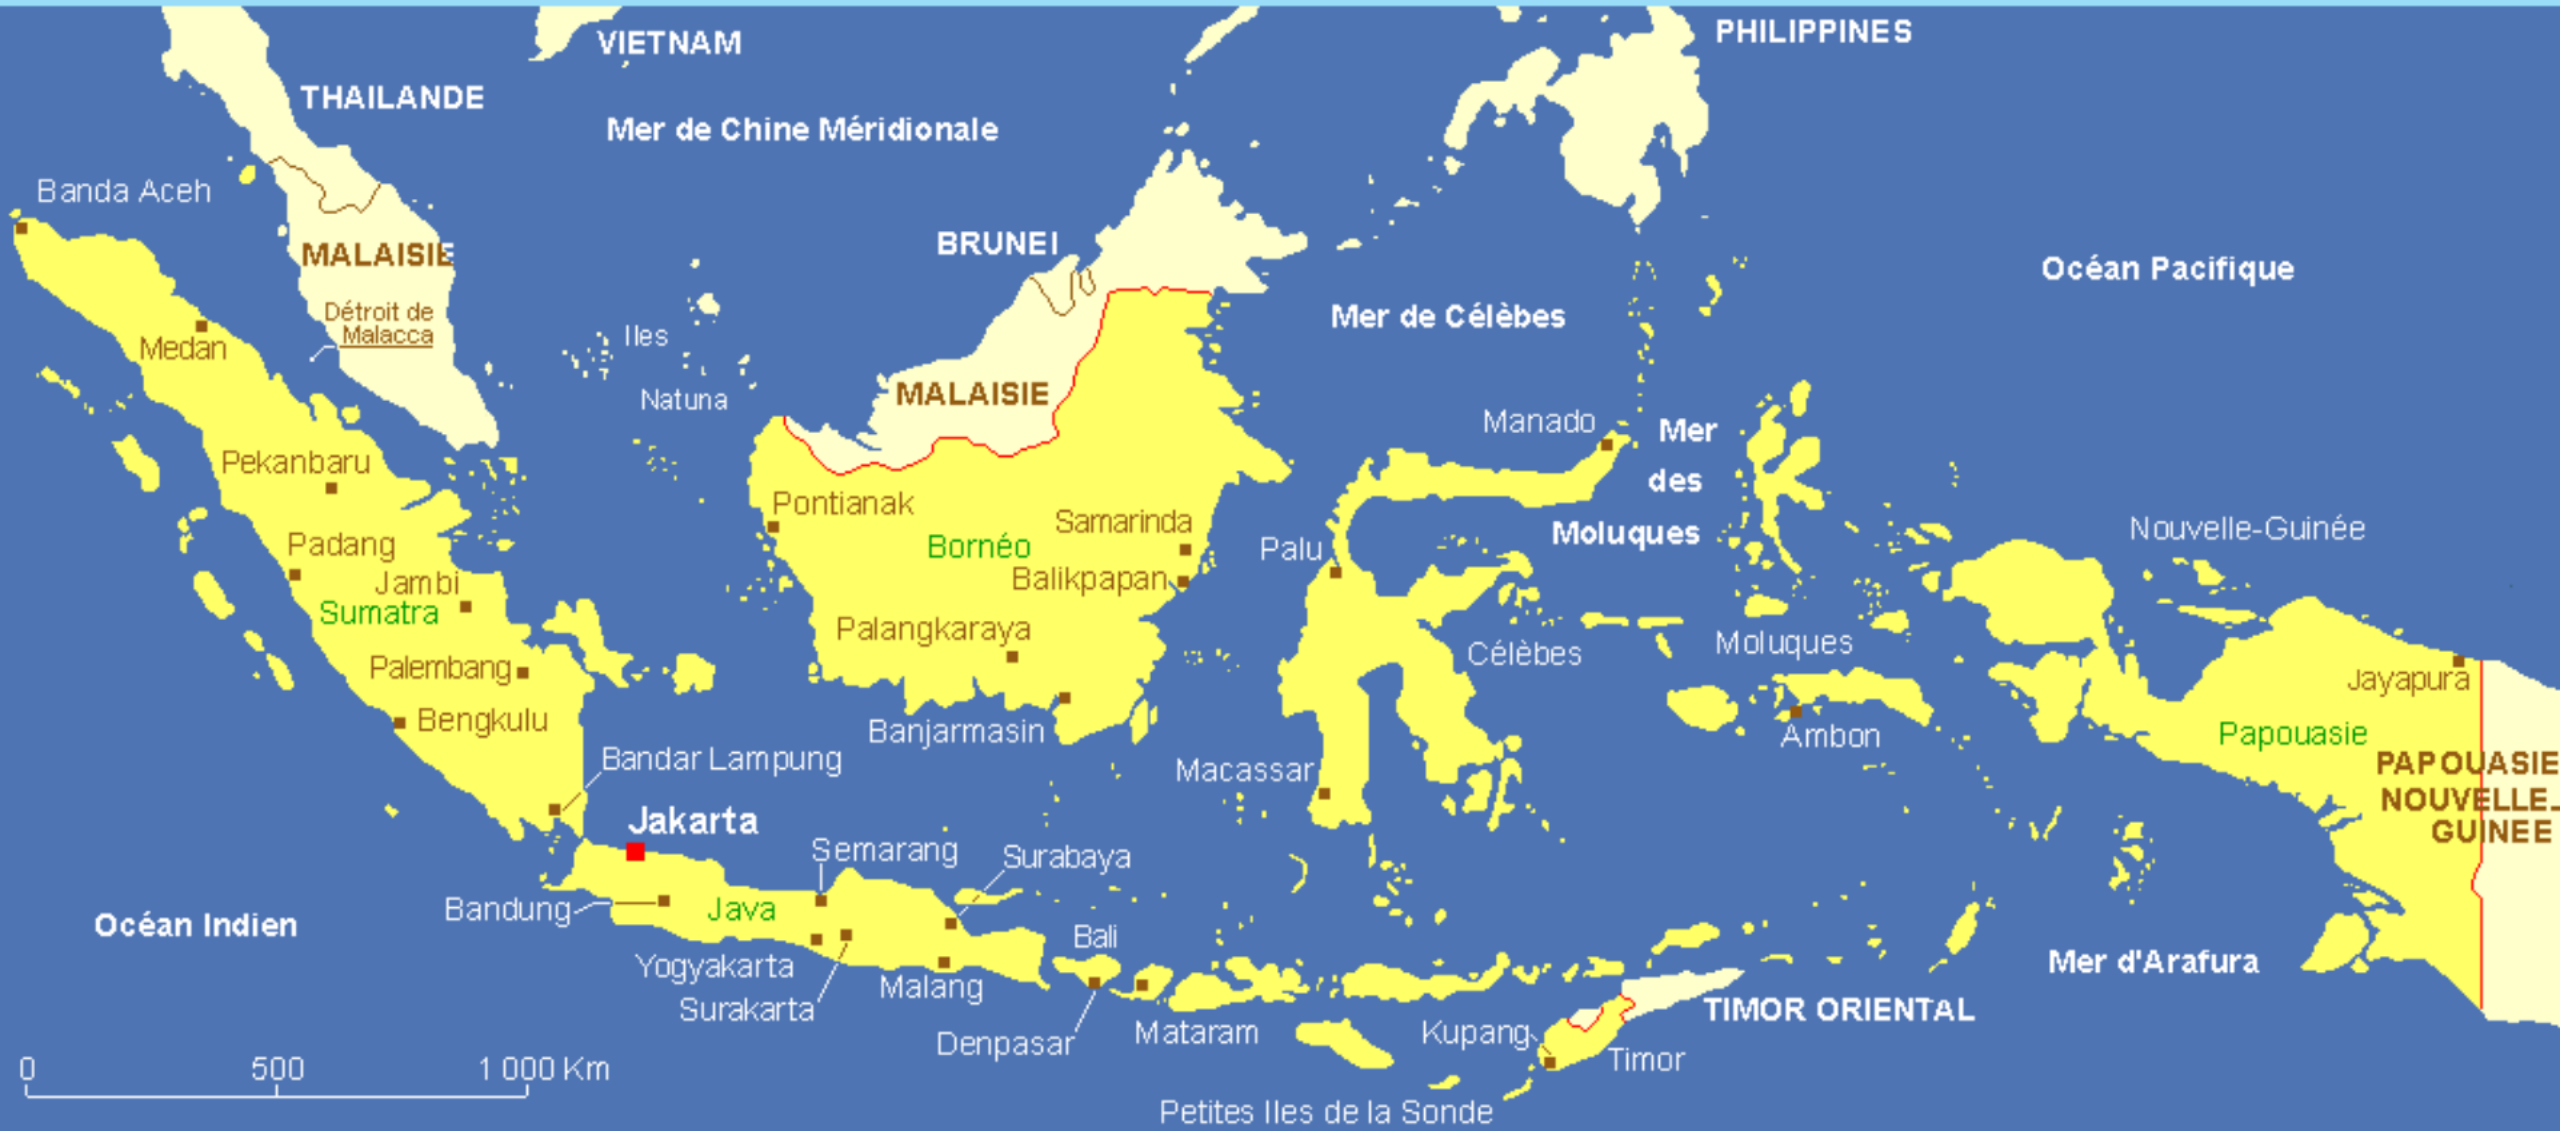 VIETNAM
PHILIPPINES
THAILANDE
Mer de Chine Méridionale
Banda Aceh
BRUNEI
MALAISIE
Océan Pacifique
Détroit de
Malacca
Mer de Célèbes
Iles
Natuna
Medan
MALAISIE
Manado
Mer
des
Moluques
Pekanbaru
Pontianak
Samarinda
Bornéo
Balikpapan
Palu
Nouvelle-Guinée
Padang
Jambi
Sumatra
Palangkaraya
Célèbes
Moluques
Palembang
Jayapura
Bengkulu
Banjarmasin
Ambon
Papouasie
Bandar Lampung
Macassar
PAPOUASIE
NOUVELLE_
GUINEE
Jakarta
Semarang
Surabaya
Bandung
Java
Océan Indien
Bali
Yogyakarta
Mer d'Arafura
Malang
Surakarta
TIMOR ORIENTAL
Denpasar
Mataram
Kupang
Timor
0 500 1 000 Km
Petites Iles de la Sonde